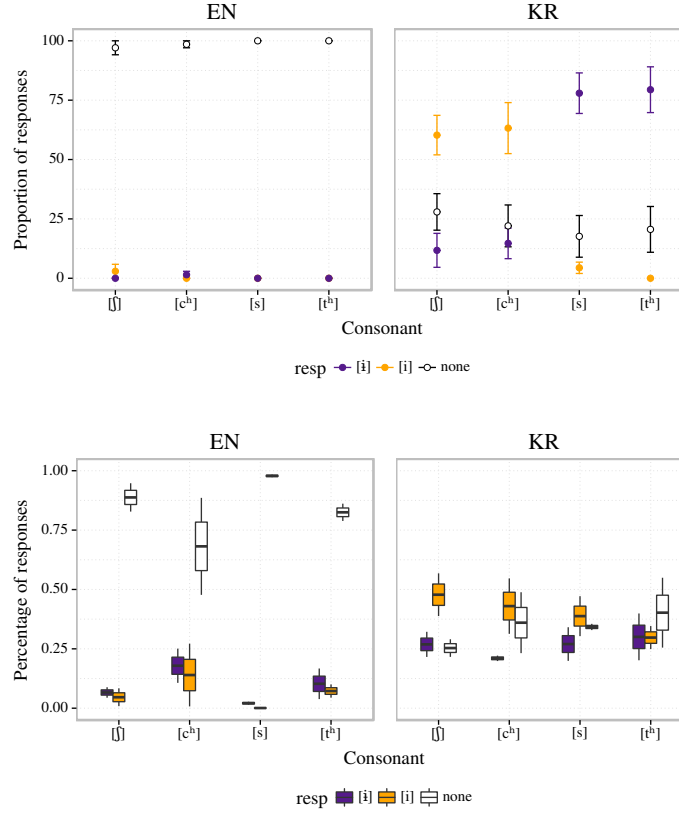 EN KR
Proportion of responses
100
75
50
25
0
[ʃ] [cʰ] [s] [tʰ] [ʃ] [cʰ] [s] [tʰ]
Consonant
resp [ɨ] [i] none
EN KR
Percentage of responses
1.00
0.75
0.50
0.25
0.00
[ʃ] [cʰ] [s] [tʰ] [ʃ] [cʰ] [s] [tʰ]
Consonant
resp [ɨ] [i] none